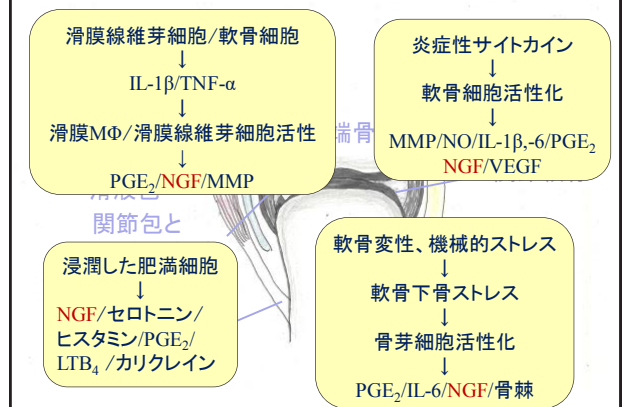 滑膜線維芽細胞/軟骨細胞
↓
IL-1β/TNF-α
↓
滑膜MΦ/滑膜線維芽細胞活性
↓
PGE₂/NGF/MMP
炎症性サイトカイン
↓
軟骨細胞活性化
↓
MMP/NO/IL-1β,-6/PGE₂
NGF/VEGF
端骨
関節包と
浸潤した肥満細胞
↓
NGF/セロトニン/
ヒスタミン/PGE₂/
LTB₄ /カリクレイン
軟骨変性、機械的ストレス
↓
軟骨下骨ストレス
↓
骨芽細胞活性化
↓
PGE₂/IL-6/NGF/骨棘